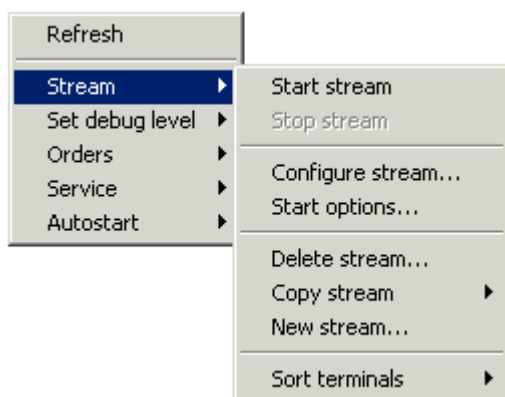 Refresh
Stream
Set debug level
Orders
Service
Autostart
Start stream
Stop stream
Configure stream...
Start options...
Delete stream...
Copy stream
New stream...
Sort terminals